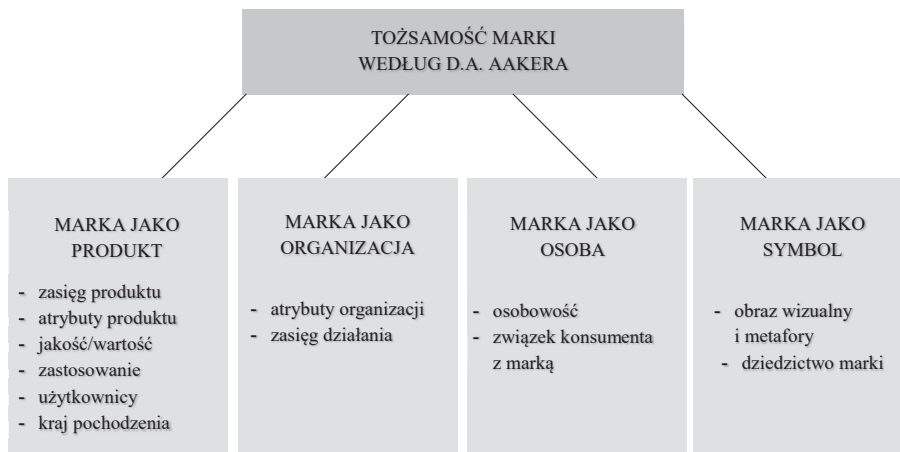 TOŻSAMOŚĆ MARKI
WEDŁUG D.A. AAKERA
MARKA JAKO
PRODUKT
- zasięg produktu
- atrybuty produktu
- jakość/wartość
- zastosowanie
- użytkownicy
- kraj pochodzenia
MARKA JAKO
ORGANIZACJA
- atrybuty organizacji
- zasięg działania
MARKA JAKO
OSOBA
- osobowość
- związek konsumenta
z marką
MARKA JAKO
SYMBOL
- obraz wizualny
i metafory
- dziedzictwo marki